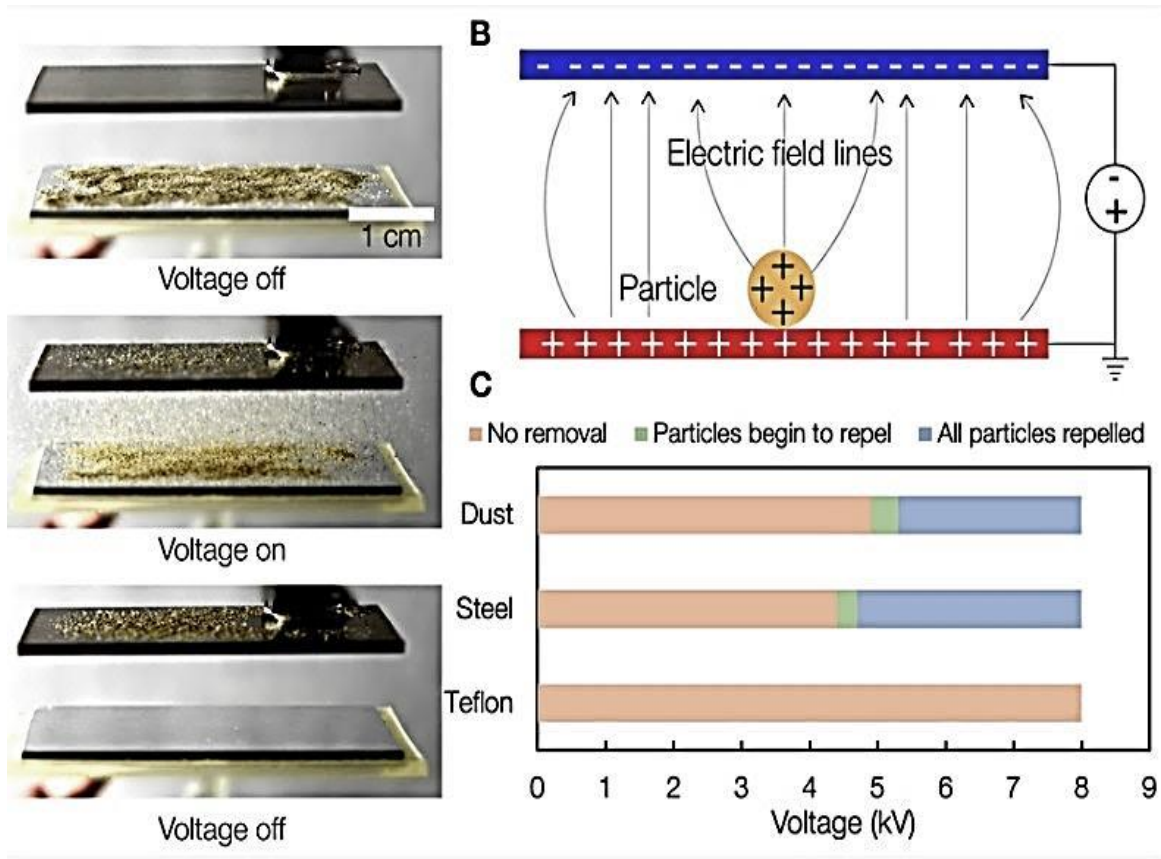 1 cm
Voltage off
Voltage on
Voltage off
B
- - - - - - - - - - - - - - - - - - -
Electric field lines
Particle
+ + + +
+ + + + + + + + + + + + + + +
-
+
C
No removal Particles begin to repel All particles repelled
Dust
Steel
Teflon
0 1 2 3 4 5 6 7 8 9
Voltage (kV)